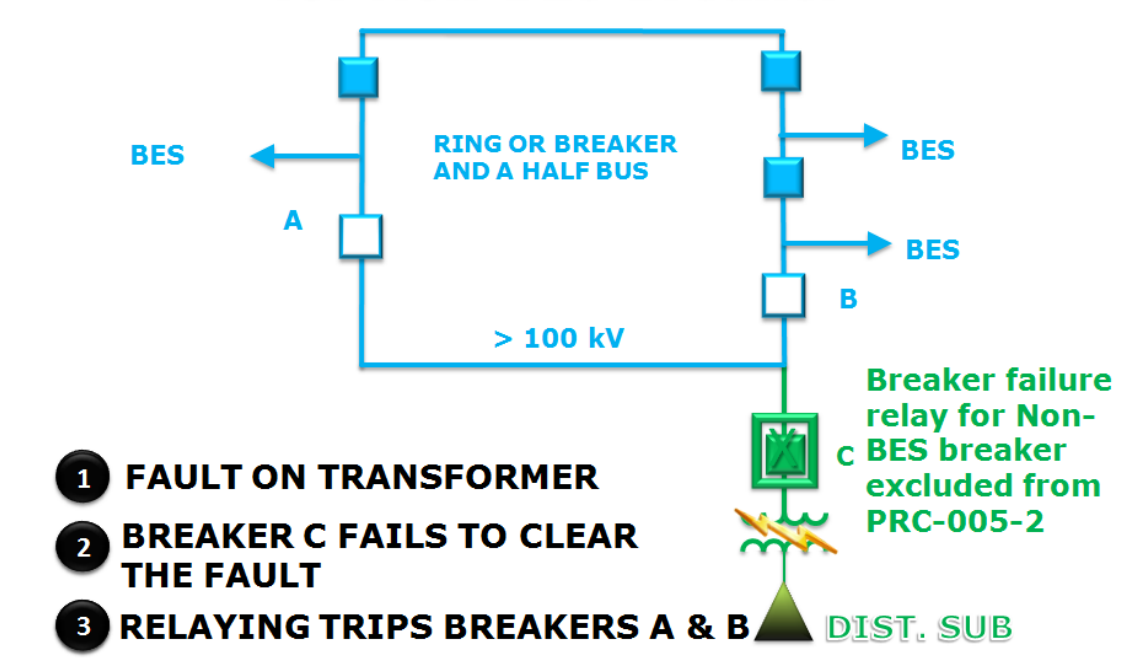 RING OR BREAKER
AND A HALF BUS
BES
BES
A
BES
B
> 100 kV
Breaker failure
relay for Non-
BES breaker
excluded from
PRC-005-2
C
X
1 FAULT ON TRANSFORMER
2 BREAKER C FAILS TO CLEAR
THE FAULT
3 RELAYING TRIPS BREAKERS A & B
DIST. SUB